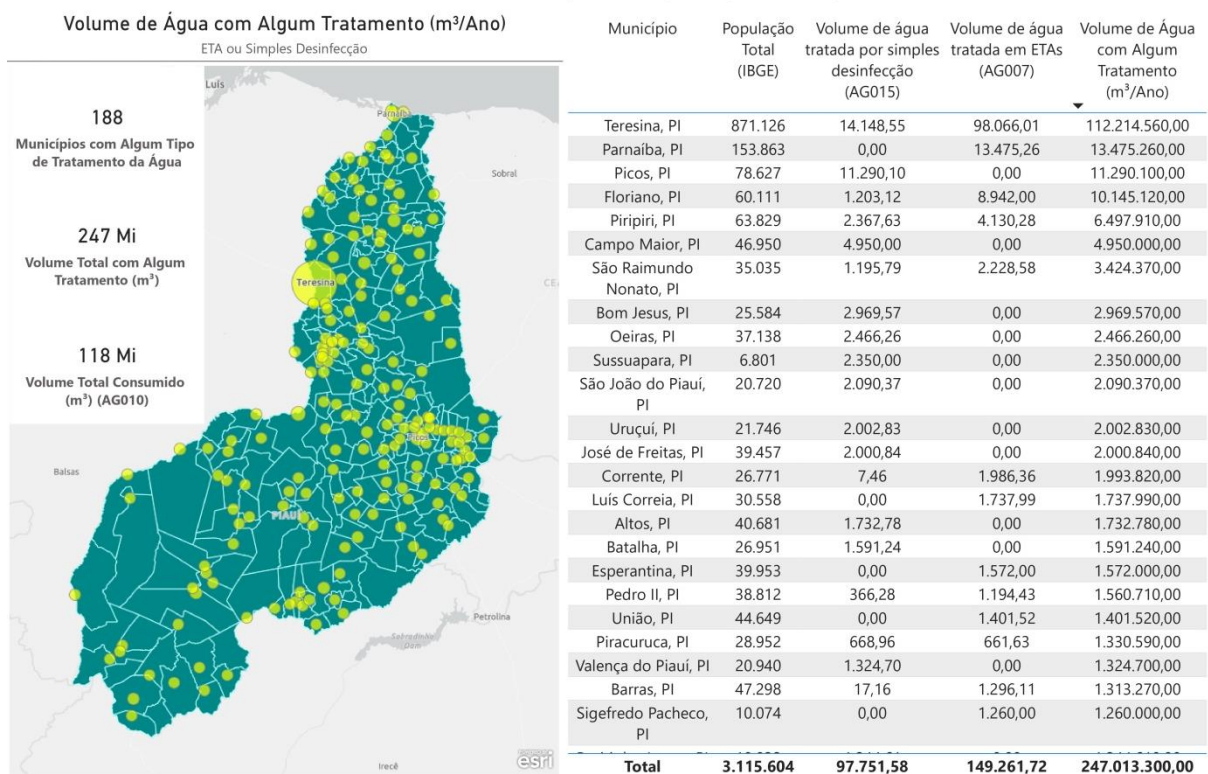 Volume de Água com Algum Tratamento (m³/Ano)
ETA ou Simples Desinfecção
188
Municípios com Algum Tipo
de Tratamento da Água
247 Mi
Volume Total com Algum
Tratamento (m³)
118 Mi
Volume Total Consumido
(m³) (AG010)
Luís
Parnaíba
Sobral
Teresina
CE
Picos
Balsas
PIAUÍ
Petrolina
Sobradinho
Dam
Irecê
esri
Município População Volume de água Volume de água Volume de Água
Total tratada por simples tratada em ETAs com Algum
(IBGE) desinfecção (AG007) Tratamento
(AG015) (m³/Ano)
Teresina, PI 871.126 14.148,55 98.066,01 112.214.560,00
Parnaíba, PI 153.863 0,00 13.475,26 13.475.260,00
Picos, PI 78.627 11.290,10 0,00 11.290.100,00
Floriano, PI 60.111 1.203,12 8.942,00 10.145.120,00
Piripiri, PI 63.829 2.367,63 4.130,28 6.497.910,00
Campo Maior, PI 46.950 4.950,00 0,00 4.950.000,00
São Raimundo 35.035 1.195,79 2.228,58 3.424.370,00
Nonato, PI
Bom Jesus, PI 25.584 2.969,57 0,00 2.969.570,00
Oeiras, PI 37.138 2.466,26 0,00 2.466.260,00
Sussuapara, PI 6.801 2.350,00 0,00 2.350.000,00
São João do Piauí, 20.720 2.090,37 0,00 2.090.370,00
PI
Uruçuí, PI 21.746 2.002,83 0,00 2.002.830,00
José de Freitas, PI 39.457 2.000,84 0,00 2.000.840,00
Corrente, PI 26.771 7,46 1.986,36 1.993.820,00
Luís Correia, PI 30.558 0,00 1.737,99 1.737.990,00
Altos, PI 40.681 1.732,78 0,00 1.732.780,00
Batalha, PI 26.951 1.591,24 0,00 1.591.240,00
Esperantina, PI 39.953 0,00 1.572,00 1.572.000,00
Pedro II, PI 38.812 366,28 1.194,43 1.560.710,00
União, PI 44.649 0,00 1.401,52 1.401.520,00
Piracuruca, PI 28.952 668,96 661,63 1.330.590,00
Valença do Piauí, PI 20.940 1.324,70 0,00 1.324.700,00
Barras, PI 47.298 17,16 1.296,11 1.313.270,00
Sigefredo Pacheco, 10.074 0,00 1.260,00 1.260.000,00
PI
Total 3.115.604 97.751,58 149.261,72 247.013.300,00